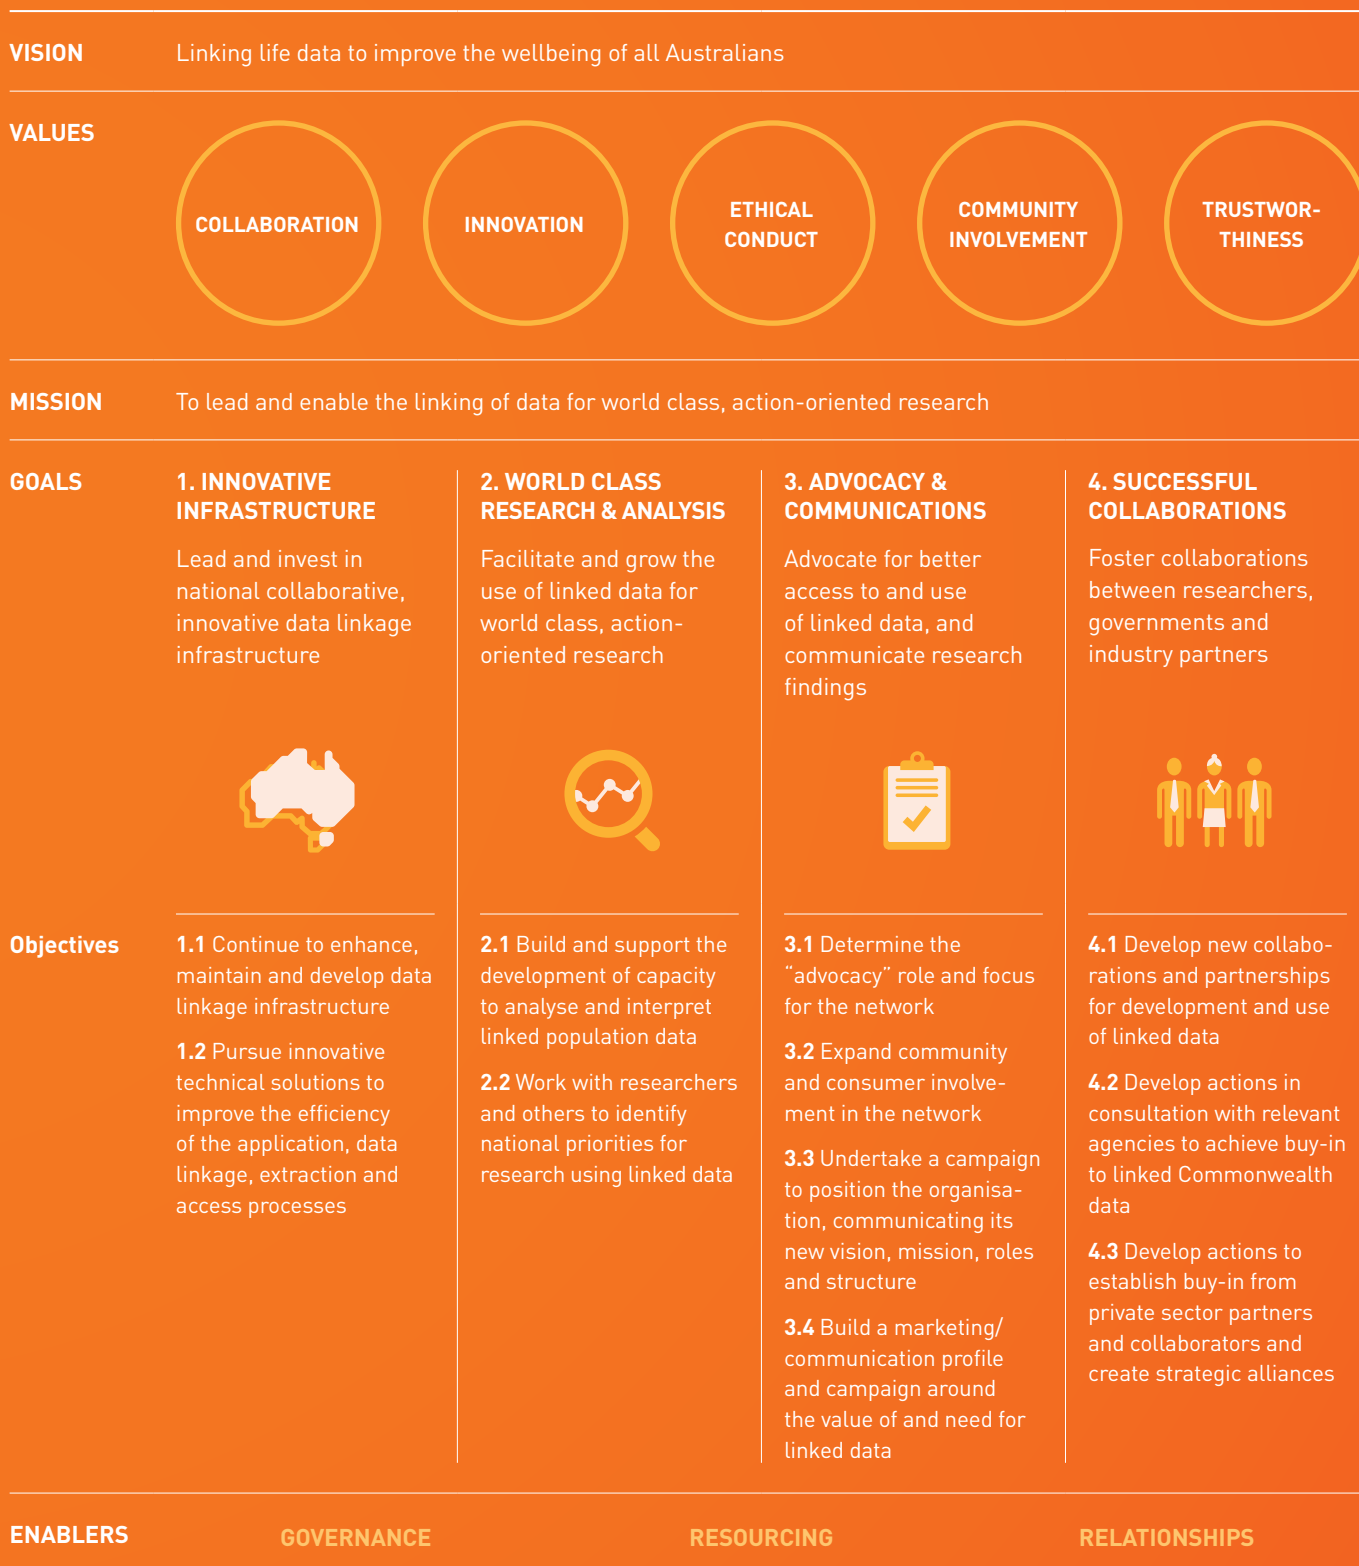 VISION
Linking life data to improve the wellbeing of all Australians
VALUES
COLLABORATION
INNOVATION
ETHICAL
CONDUCT
COMMUNITY
INVOLVEMENT
TRUSTWOR-
THINESS
MISSION
To lead and enable the linking of data for world class, action-oriented research
GOALS
1. INNOVATIVE
INFRASTRUCTURE
Lead and invest in
national collaborative,
innovative data linkage
infrastructure
2. WORLD CLASS
RESEARCH & ANALYSIS
Facilitate and grow the
use of linked data for
world class, action-
oriented research
3. ADVOCACY &
COMMUNICATIONS
Advocate for better
access to and use
of linked data, and
communicate research
findings
4. SUCCESSFUL
COLLABORATIONS
Foster collaborations
between researchers,
governments and
industry partners
Objectives
1.1 Continue to enhance,
maintain and develop data
linkage infrastructure
1.2 Pursue innovative
technical solutions to
improve the efficiency
of the application, data
linkage, extraction and
access processes
2.1 Build and support the
development of capacity
to analyse and interpret
linked population data
2.2 Work with researchers
and others to identify
national priorities for
research using linked data
3.1 Determine the
“advocacy” role and focus
for the network
3.2 Expand community
and consumer involve-
ment in the network
3.3 Undertake a campaign
to position the organisa-
tion, communicating its
new vision, mission, roles
and structure
3.4 Build a marketing/
communication profile
and campaign around
the value of and need for
linked data
4.1 Develop new collabo-
rations and partnerships
for development and use
of linked data
4.2 Develop actions in
consultation with relevant
agencies to achieve buy-in
to linked Commonwealth
data
4.3 Develop actions to
establish buy-in from
private sector partners
and collaborators and
create strategic alliances
ENABLERS
GOVERNANCE
RESOURCING
RELATIONSHIPS